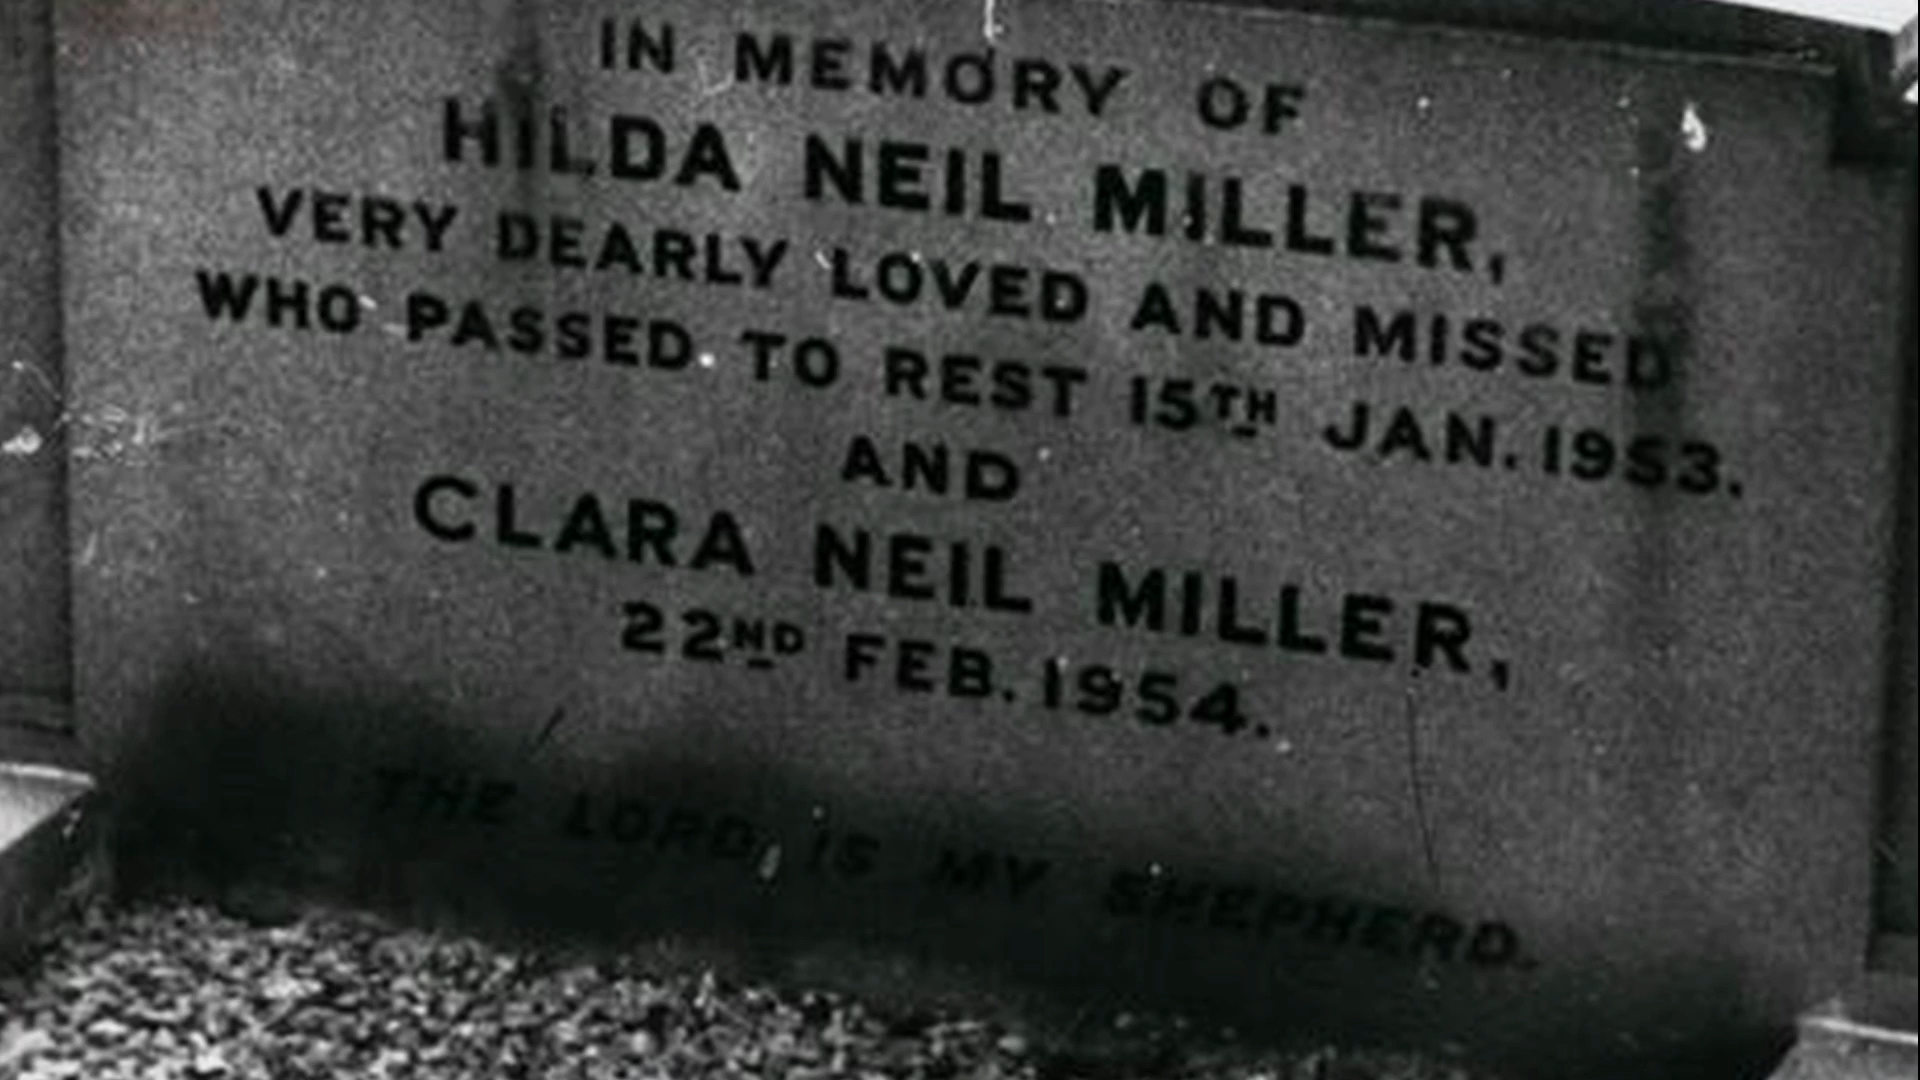 IN MEMORY OF
HILDA NEIL MILLER,
VERY DEARLY LOVED AND MISSED
WHO PASSED TO REST 15TH JAN. 1953.
AND
CLARA NEIL MILLER,
22ND FEB. 1954.
THE LORD IS MY SHEPHERD.